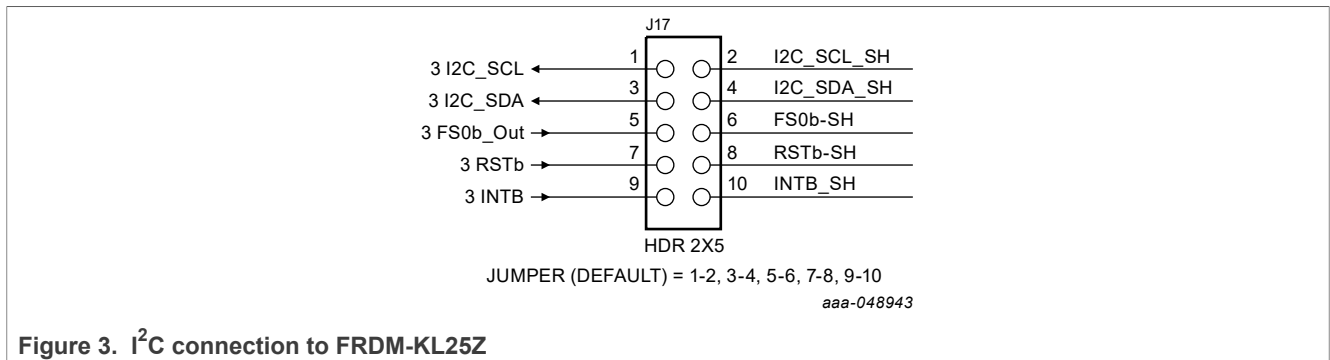 J17
3 I2C_SCL 1 2 I2C_SCL_SH
3 I2C_SDA 3 4 I2C_SDA_SH
3 FS0b_Out 5 6 FS0b-SH
3 RSTb 7 8 RSTb-SH
3 INTB 9 10 INTB_SH
HDR 2X5
JUMPER (DEFAULT) = 1-2, 3-4, 5-6, 7-8, 9-10
aaa-048943
Figure 3. I²C connection to FRDM-KL25Z